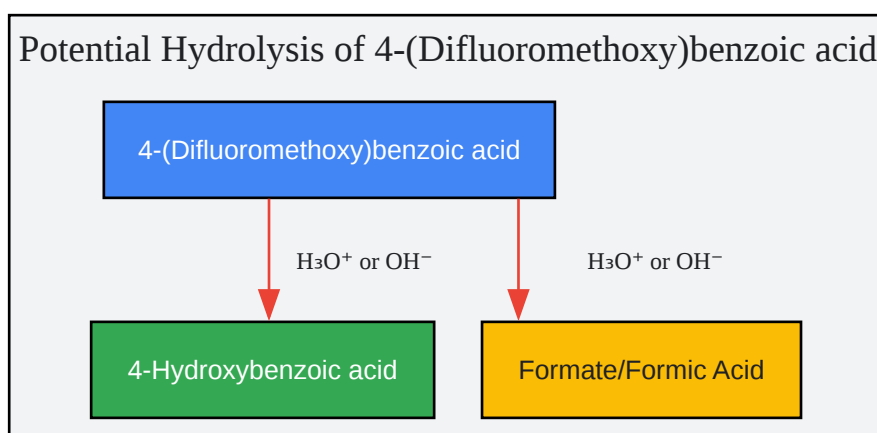 Potential Hydrolysis of 4-(Difluoromethoxy)benzoic acid
4-(Difluoromethoxy)benzoic acid
H₃O⁺ or OH⁻
H₃O⁺ or OH⁻
4-Hydroxybenzoic acid
Formate/Formic Acid